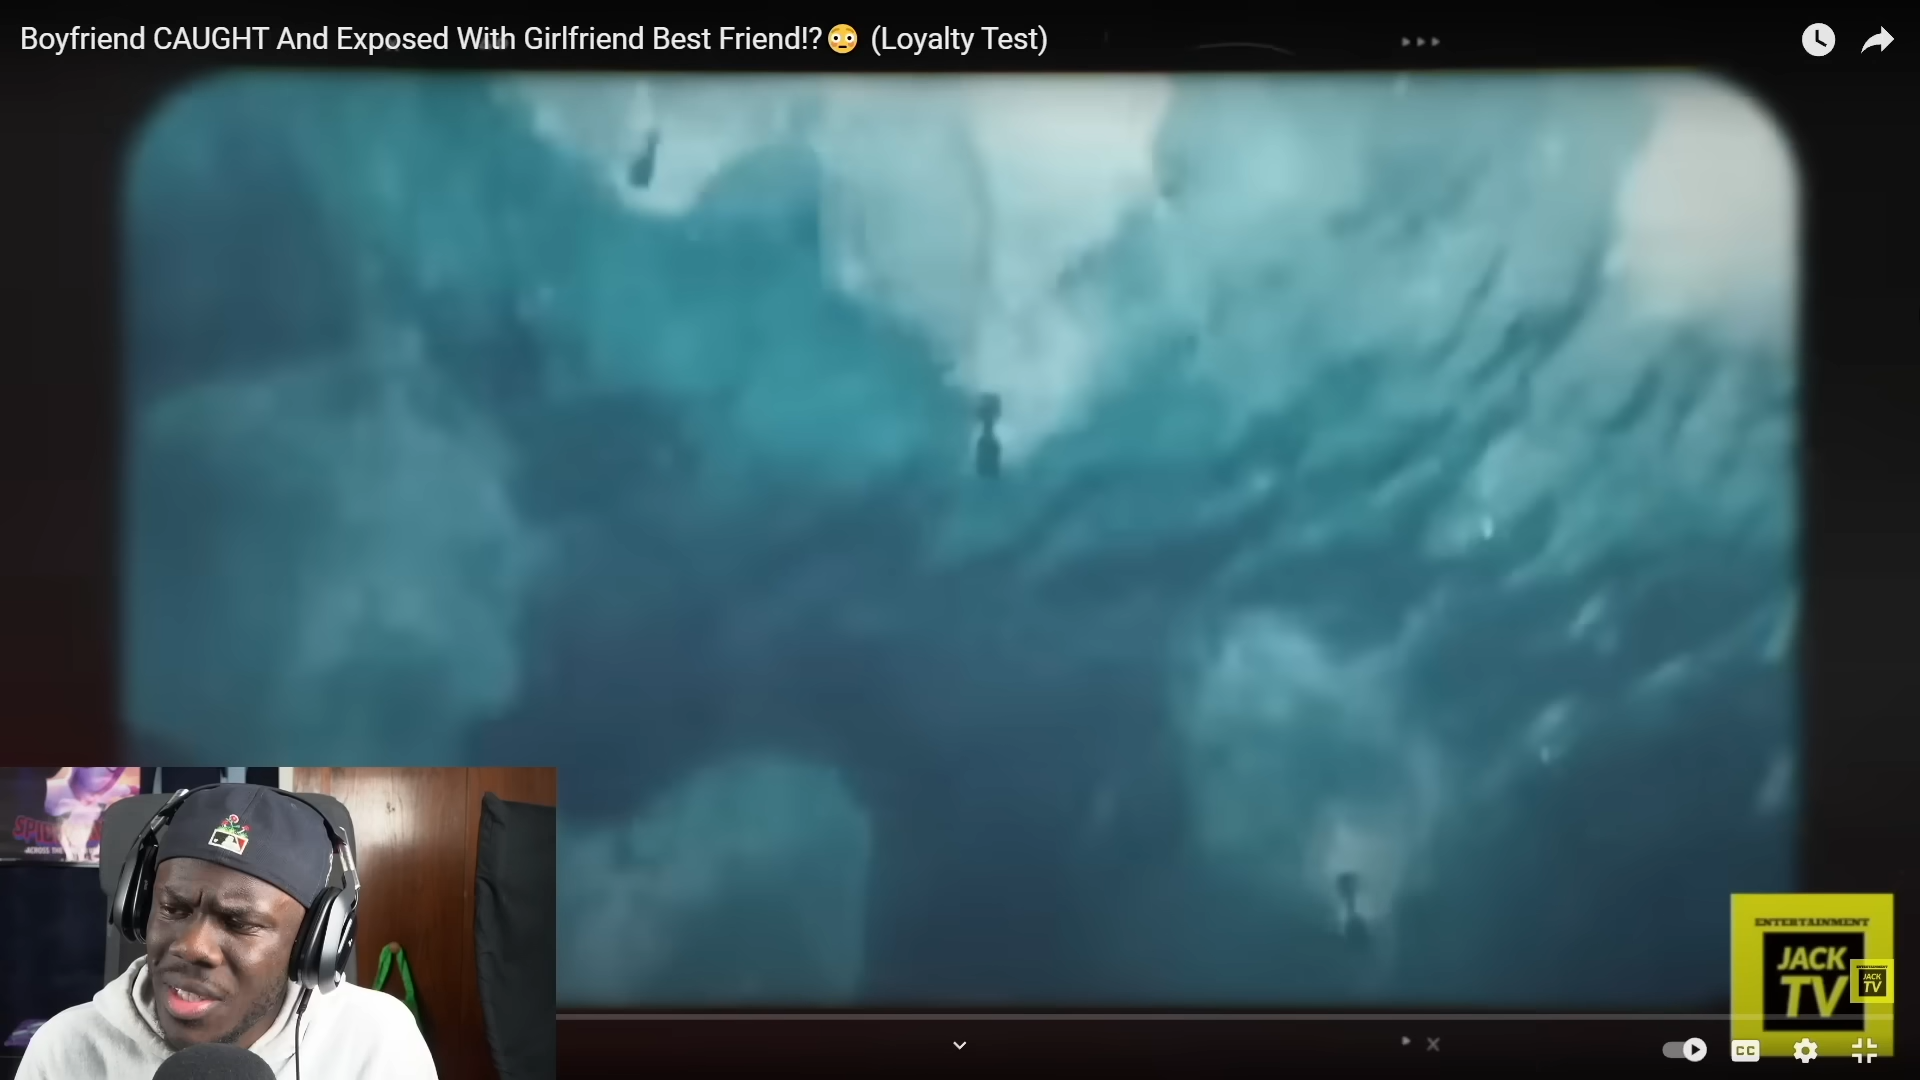 Boyfriend CAUGHT And Exposed With Girlfriend Best Friend!?😳 (Loyalty Test)
ENTERTAINMENT
JACK
TV
JACK
TV
CC